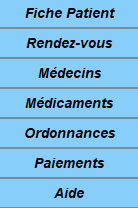 Fiche Patient
Rendez-vous
Médecins
Médicaments
Ordonnances
Paiements
Aide